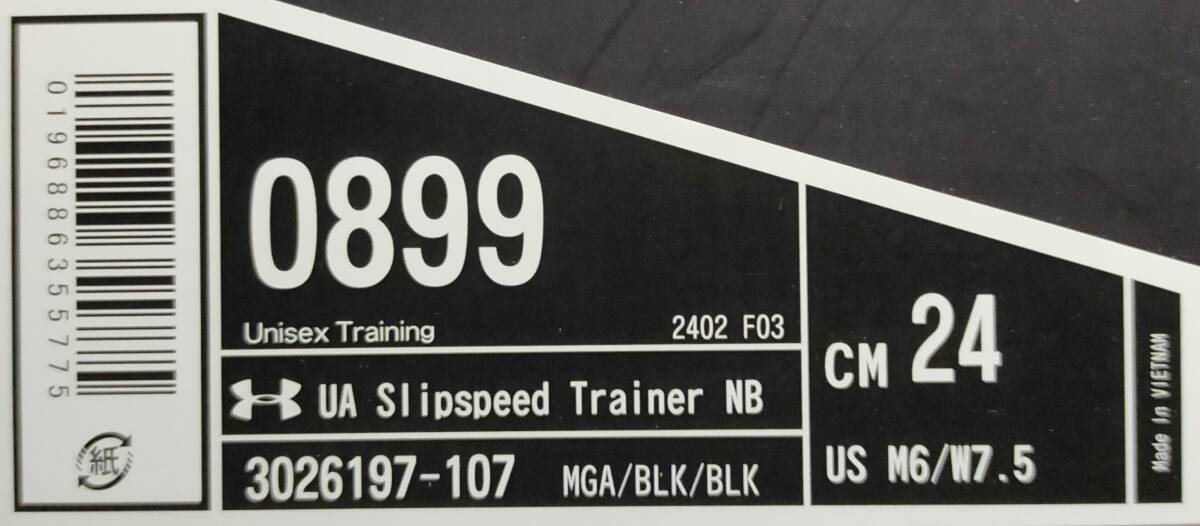 0196886355775
紙
0899
Unisex Training
2402 F03
UA Slipspeed Trainer NB
3026197-107 MGA/BLK/BLK
CM 24
US M6/W7.5
Made In VIETNAM